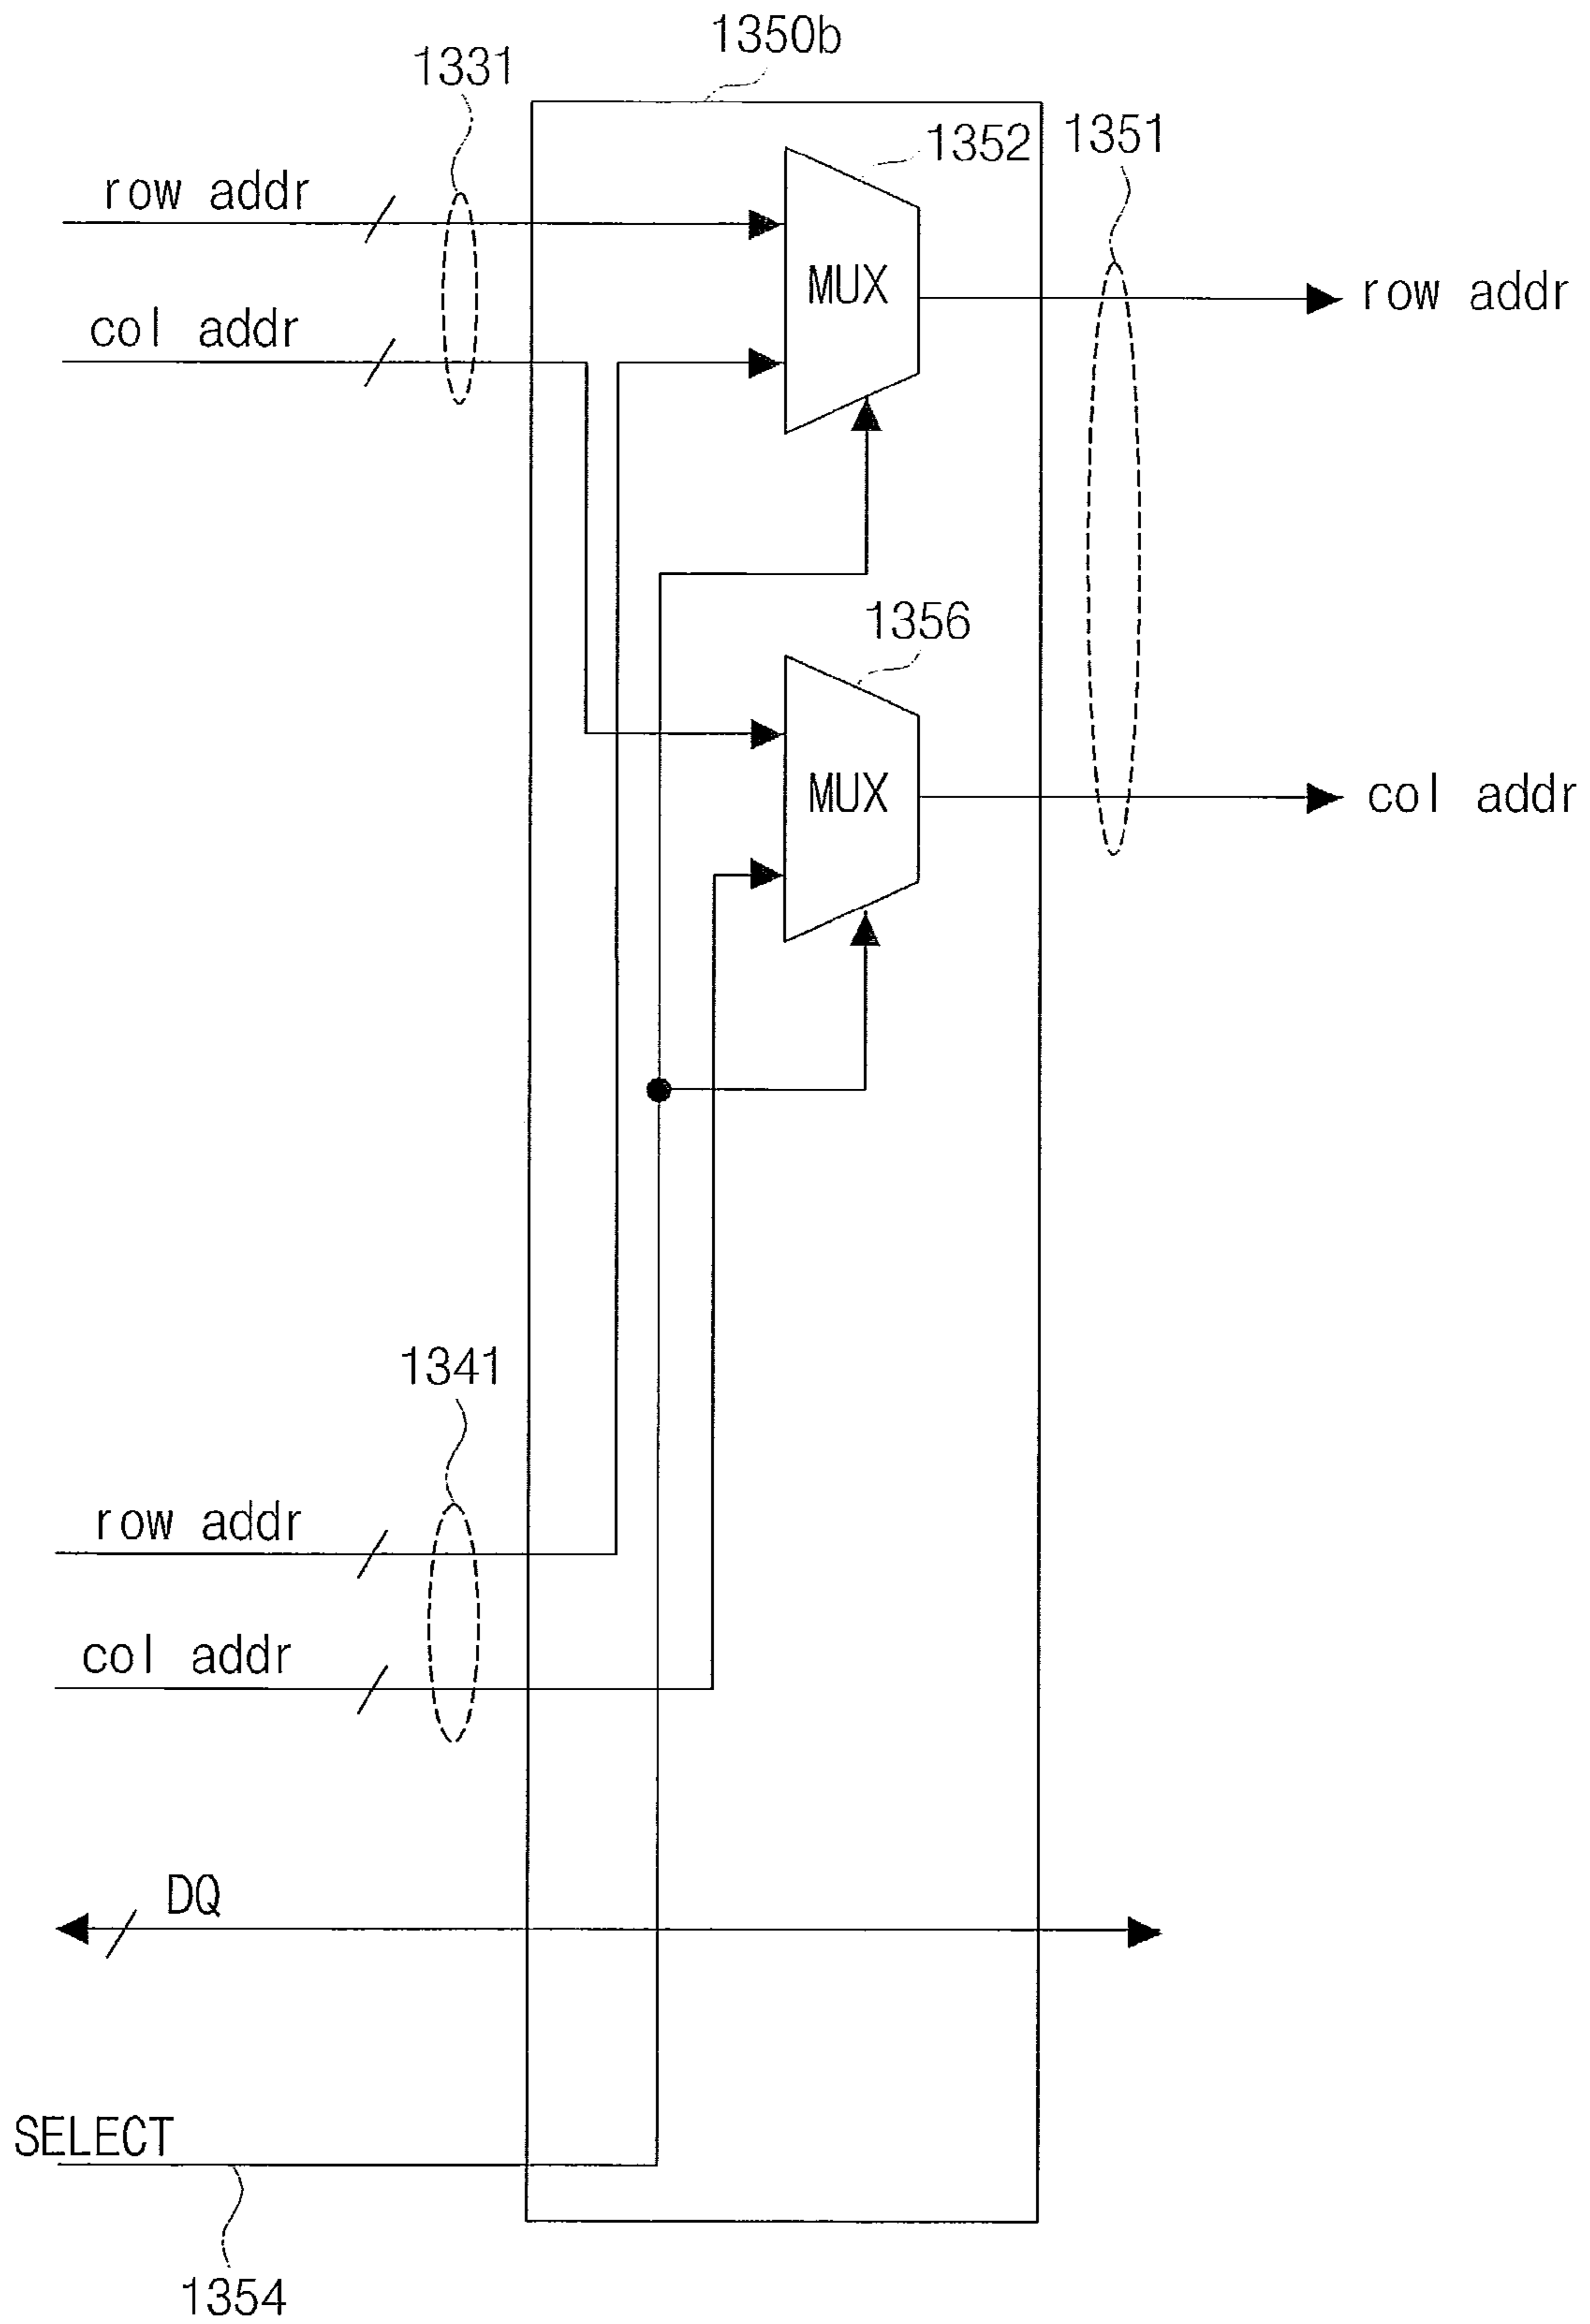 1350b
1331
1352
1351
row addr
MUX
row addr
col addr
1356
MUX
col addr
1341
row addr
col addr
DQ
SELECT
1354